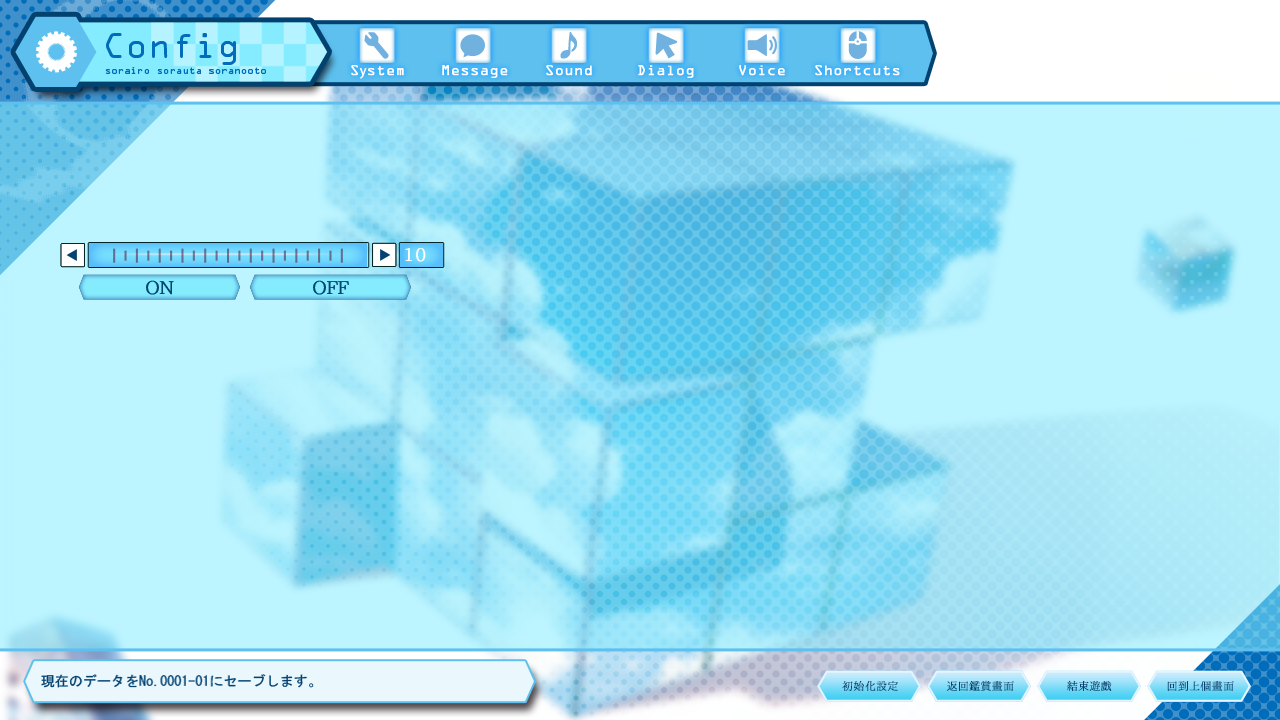 Config
sorairo sorauta soranooto
System
Message
Sound
Dialog
Voice
Shortcuts
10
ON
OFF
現在のデータをNo.0001-01にセーブします。
初始化設定
返回鑑賞畫面
結束遊戲
回到上個畫面